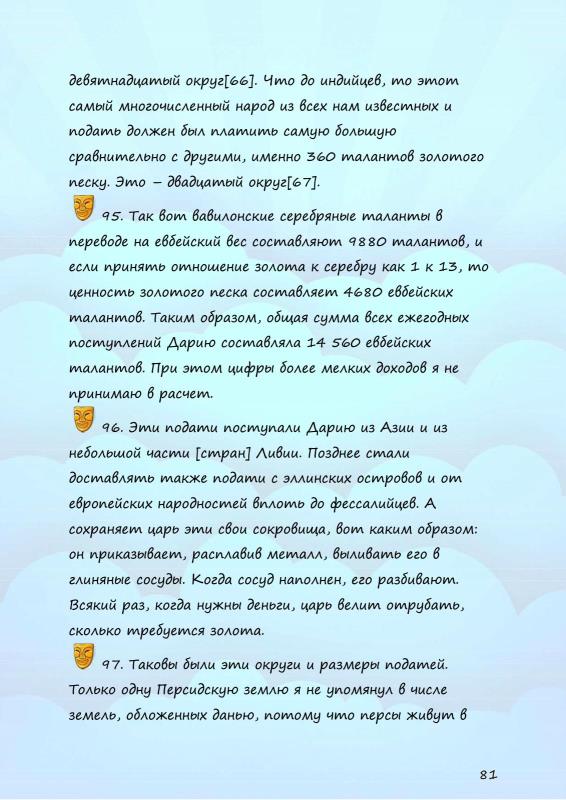 девятнадцатый округ[66]. Что до индийцев, то этот
самый многочисленный народ из всех нам известных и
подать должен был платить самую большую
сравнительно с другими, именно 360 талантов золотого
песку. Это – двадцатый округ[67].
95. Так вот вавилонские серебряные таланты в
переводе на евбейский вес составляют 9880 талантов, и
если принять отношение золота к серебру как 1 к 13, то
ценность золотого песка составляет 4680 евбейских
талантов. Таким образом, общая сумма всех ежегодных
поступлений Дарию составляла 14 560 евбейских
талантов. При этом цифры более мелких доходов я не
принимаю в расчет.
96. Эти подати поступали Дарию из Азии и из
небольшой части [стран] Ливии. Позднее стали
доставлять также подати с эллинских островов и от
европейских народностей вплоть до фессалийцев. А
сохраняет царь эти свои сокровища, вот каким образом:
он приказывает, расплавив металл, выливать его в
глиняные сосуды. Когда сосуд наполнен, его разбивают.
Всякий раз, когда нужны деньги, царь велит отрубать,
сколько требуется золота.
97. Таковы были эти округи и размеры податей.
Только одну Персидскую землю я не упомянул в числе
земель, обложенных данью, потому что персы живут в
81